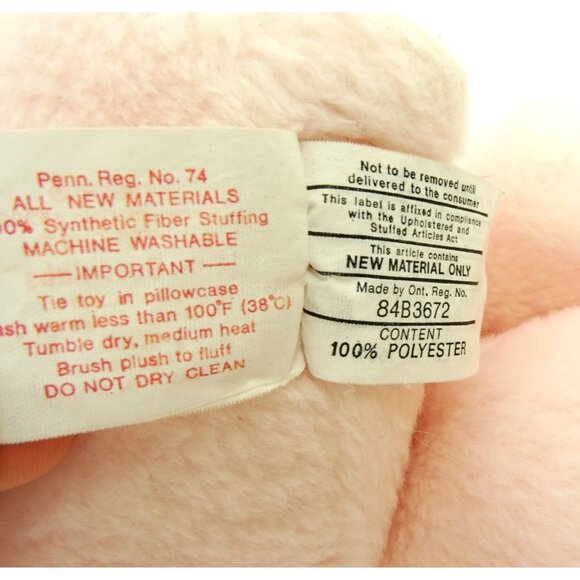 Penn. Reg. No. 74
ALL NEW MATERIALS
00% Synthetic Fiber Stuffing
MACHINE WASHABLE
IMPORTANT
Tie toy in pillowcase
ash warm less than 100°F (38°C)
Tumble dry, medium heat
Brush plush to fluff
DO NOT DRY CLEAN
Not to be removed until
delivered to the consumer
This label is affixed in compliance
with the Upholstered and
Stuffed Articles Act
This article contains
NEW MATERIAL ONLY
Made by Ont. Reg. No.
84B3672
CONTENT
100% POLYESTER